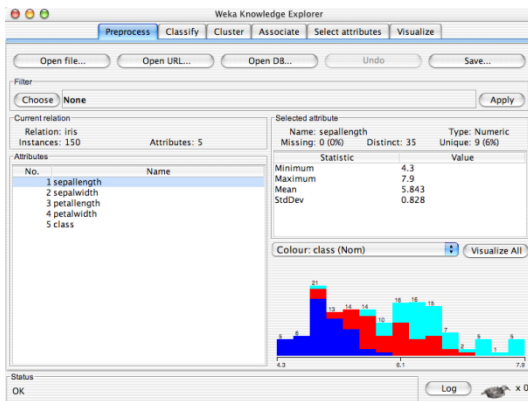 Weka Knowledge Explorer
Preprocess Classify Cluster Associate Select attributes Visualize
Open file... Open URL... Open DB... Undo Save...
Filter
Choose None Apply
Current relation
Relation: iris
Instances: 150 Attributes: 5
Attributes
No. Name
1 sepallength
2 sepalwidth
3 petallength
4 petalwidth
5 class
Selected attribute
Name: sepallength Type: Numeric
Missing: 0 (0%) Distinct: 35 Unique: 9 (6%)
Statistic Value
Minimum 4.3
Maximum 7.9
Mean 5.843
StdDev 0.828
Colour: class (Nom) Visualize All
5 6 21 13 14 14 10 16 16 15 7 2 5 1 5
4.3 6.1 7.9
Status
OK Log x 0